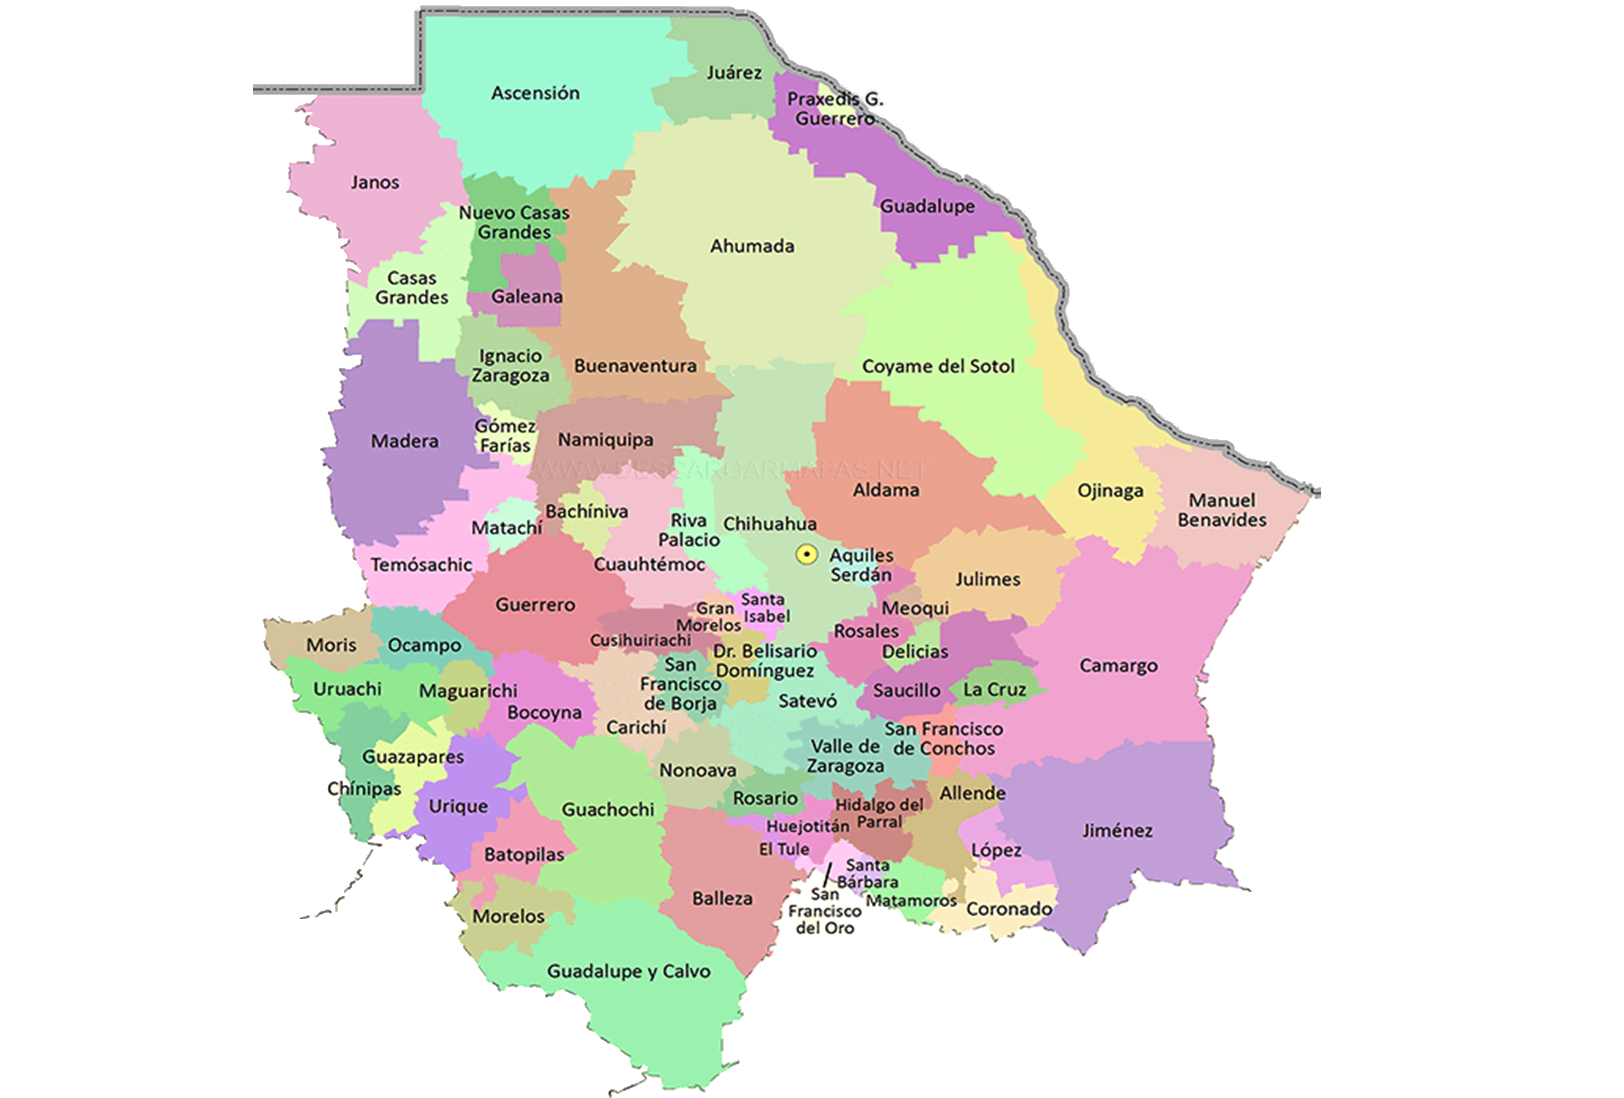 Ascensión
Juárez
Praxedis G.
Guerrero
Janos
Nuevo Casas
Grandes
Guadalupe
Ahumada
Casas
Grandes
Galeana
Ignacio
Zaragoza
Buenaventura
Coyame del Sotol
Madera
Gómez
Farías
Namiquipa
WWW.DESCARGARMAPAS.NET
Aldama
Ojinaga
Manuel
Benavides
Matachí
Bachíniva
Riva
Palacio
Chihuahua
Temósachic
Cuauhtémoc
Aquiles
Serdán
Julimes
Guerrero
Gran
Morelos
Santa
Isabel
Meoqui
Moris
Ocampo
Cusihuiriachi
Rosales
Delicias
Dr. Belisario
Domínguez
San
Francisco
de Borja
Camargo
Uruachi
Maguarichi
Bocoyna
Satevó
Saucillo
La Cruz
Carichí
San Francisco
de Conchos
Guazapares
Valle de
Zaragoza
Nonoava
Chínipas
Urique
Guachochi
Rosario
Hidalgo del
Parral
Allende
Huejotitán
El Tule
Jiménez
López
Batopilas
Santa
Bárbara
Matamoros
San
Francisco
del Oro
Balleza
Coronado
Morelos
Guadalupe y Calvo